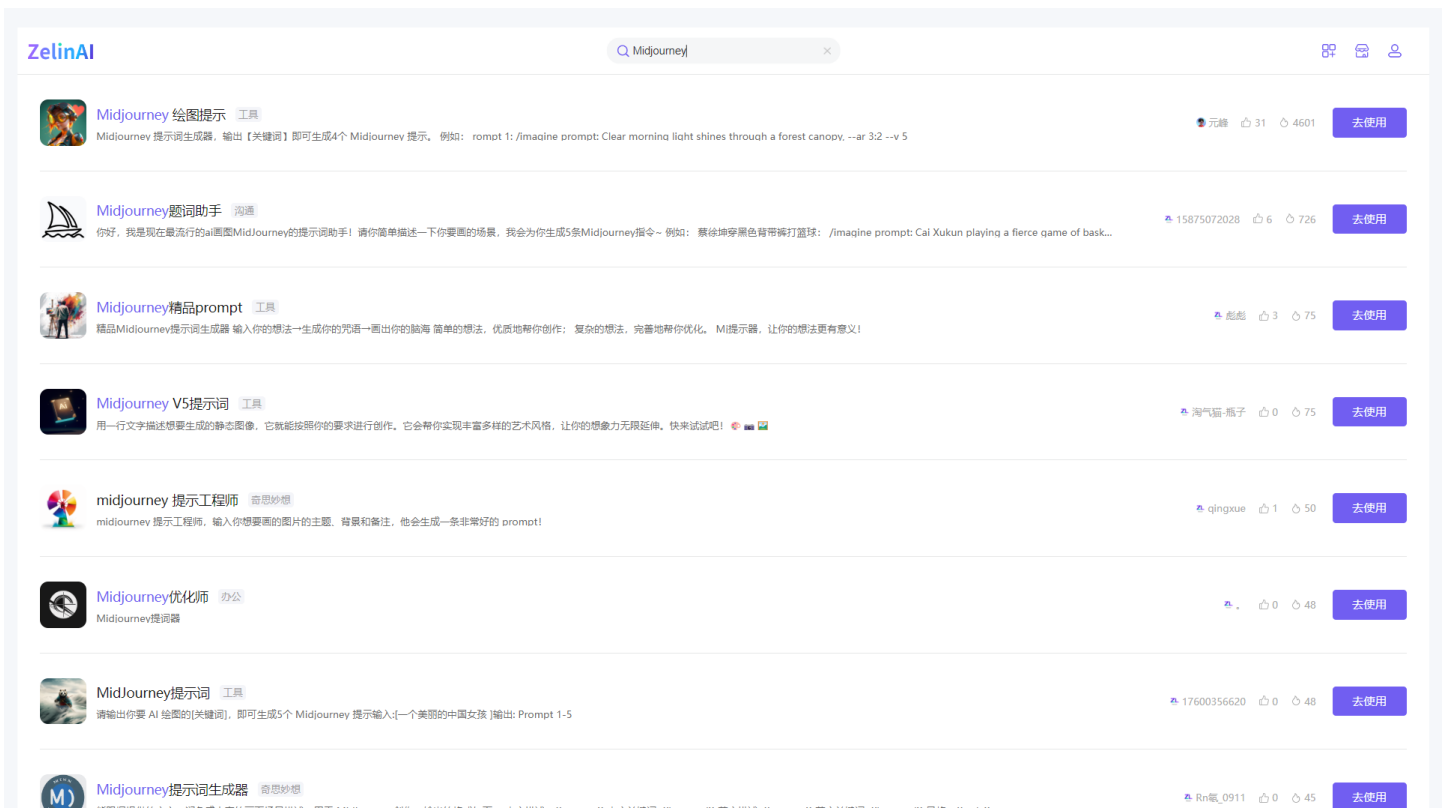 ZelinAI
Midjourney
Midjourney 绘图提示 工具
Midjourney 提示词生成器，输出【关键词】即可生成4个 Midjourney 提示。 例如： rompt 1: /imagine prompt: Clear morning light shines through a forest canopy, --ar 3:2 --v 5
元峰 31 4601 去使用
Midjourney题词助手 沟通
你好，我是现在最流行的ai画图MidJourney的提示词助手！请你简单描述一下你要画的场景，我会为你生成5条Midjourney指令~ 例如： 蔡徐坤穿黑色背带裤打篮球： /imagine prompt: Cai Xukun playing a fierce game of bask...
15875072028 6 726 去使用
Midjourney精品prompt 工具
精品Midjourney提示词生成器 输入你的想法→生成你的咒语→画出你的脑海 简单的想法，优质地帮你创作； 复杂的想法，完善地帮你优化。 MJ提示器，让你的想法更有意义！
彪彪 3 75 去使用
Midjourney V5提示词 工具
用一行文字描述想要生成的静态图像，它就能按照你的要求进行创作。它会帮你实现丰富多样的艺术风格，让你的想象力无限延伸。快来试试吧！
淘气猫-瓶子 0 75 去使用
midjourney 提示工程师 奇思妙想
midjourney 提示工程师，输入你想要画的图片的主题、背景和备注，他会生成一条非常好的 prompt！
qingxue 1 50 去使用
Midjourney优化师 办公
Midjourney提词器
。 0 48 去使用
MidJourney提示词 工具
请输出你要 AI 绘图的[关键词]，即可生成5个 Midjourney 提示输入:[一个美丽的中国女孩 ]输出: Prompt 1-5
17600356620 0 48 去使用
Midjourney提示词生成器 奇思妙想
0 45 去使用